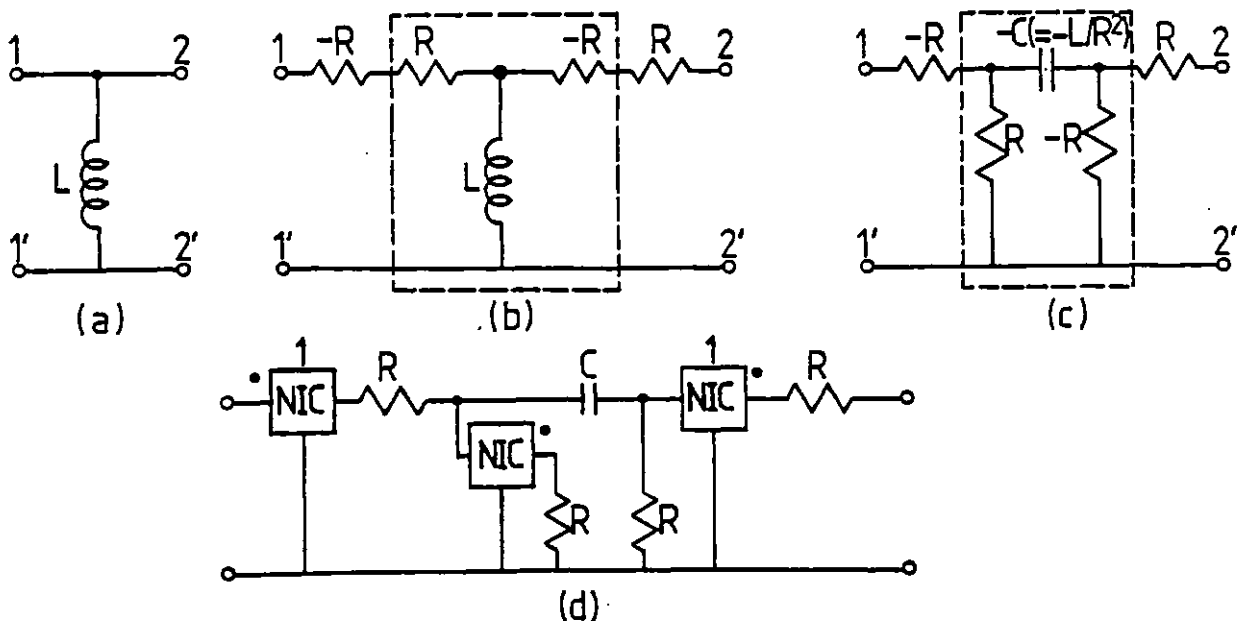 1 2
L
1' 2'
(a)
1 -R R -R R 2
L
1' 2'
(b)
1 -R -C(=-L/R²) R 2
R -R
1' 2'
(c)
1 R C 1 R
NIC NIC
NIC
R R
(d)